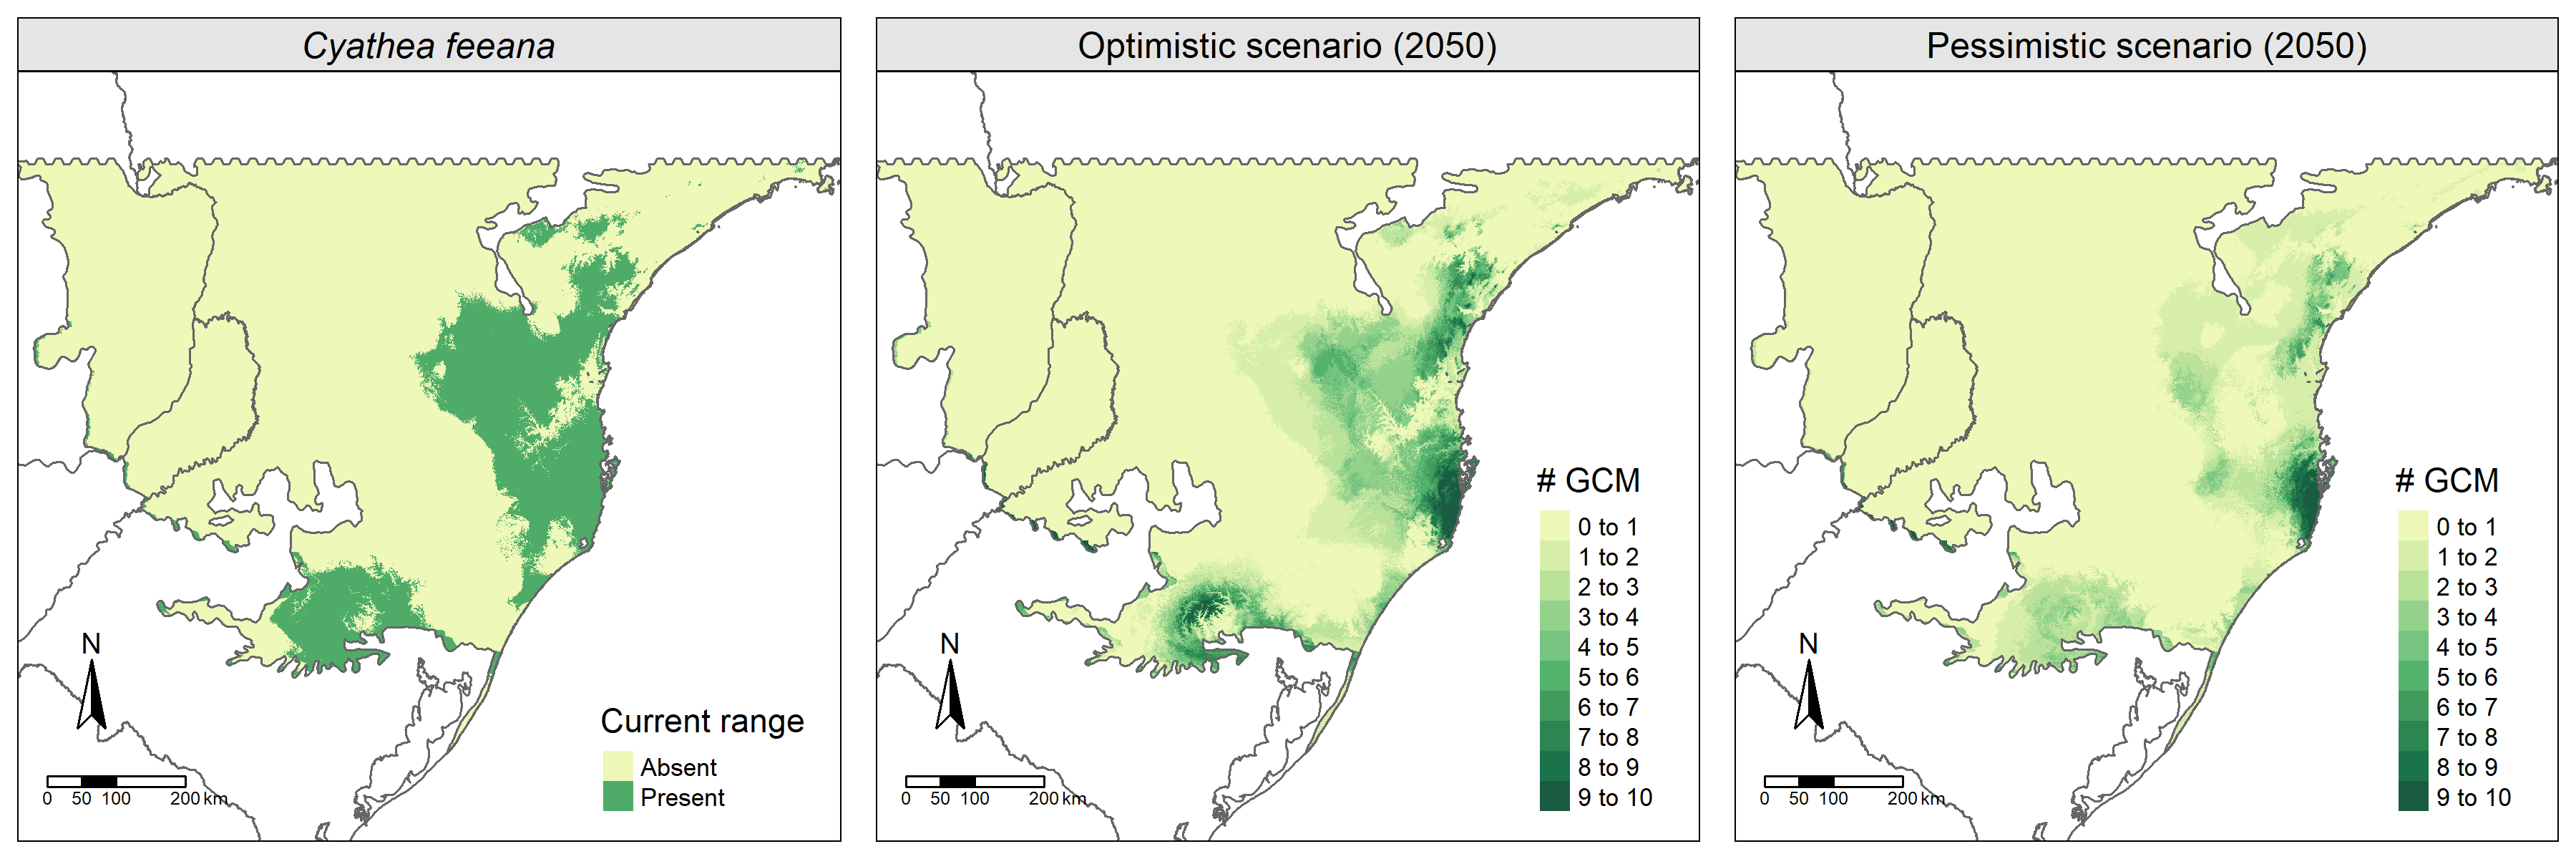 Cyathea feeana
N
Current range
Absent
Present
0 50 100 200 km
Optimistic scenario (2050)
# GCM
0 to 1
1 to 2
2 to 3
3 to 4
4 to 5
5 to 6
6 to 7
7 to 8
8 to 9
9 to 10
N
0 50 100 200 km
Pessimistic scenario (2050)
# GCM
0 to 1
1 to 2
2 to 3
3 to 4
4 to 5
5 to 6
6 to 7
7 to 8
8 to 9
9 to 10
N
0 50 100 200 km